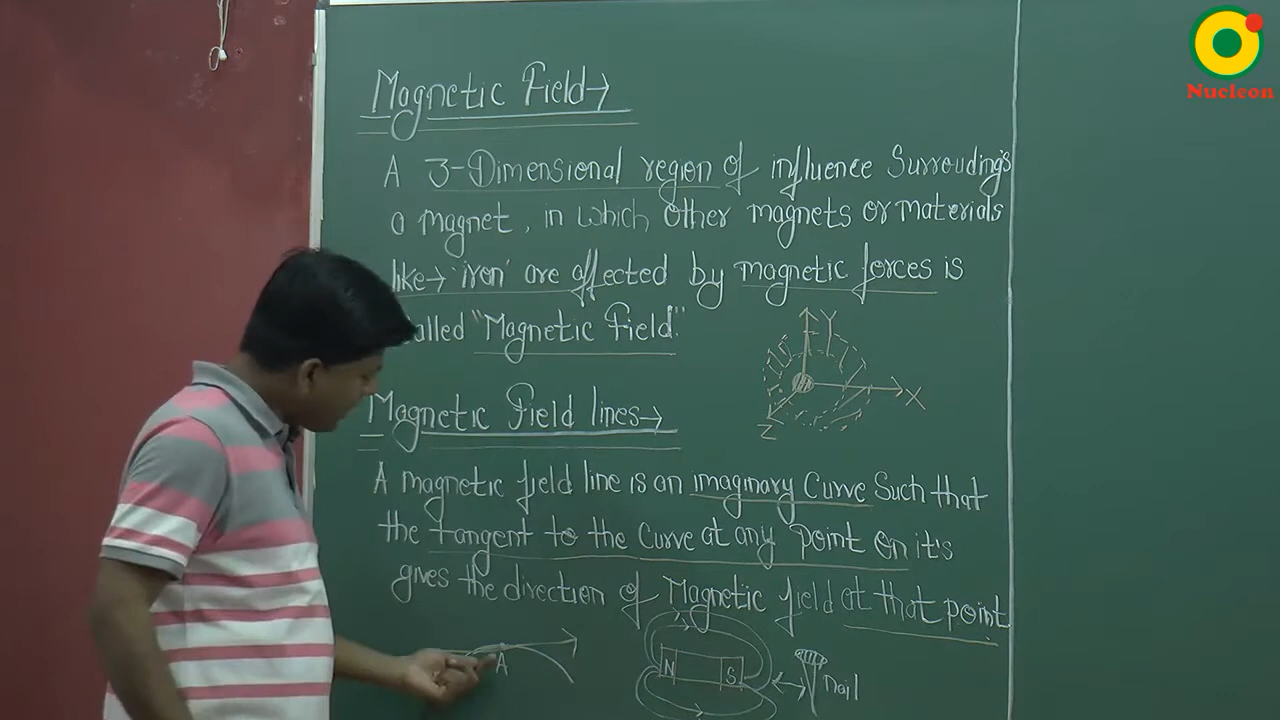 Magnetic Field→
A 3-Dimensional region of influence Surrouding's
a magnet, in which other magnets or materials
like→ 'iron' are affected by magnetic forces is
alled "Magnetic Field"
Y
X
Z
Magnetic Field lines→
A magnetic field line is an imaginary Curve Such that
the tangent to the Curve at any point on it's
gives the direction of Magnetic field at that point
A
N S
nail
Nucleon